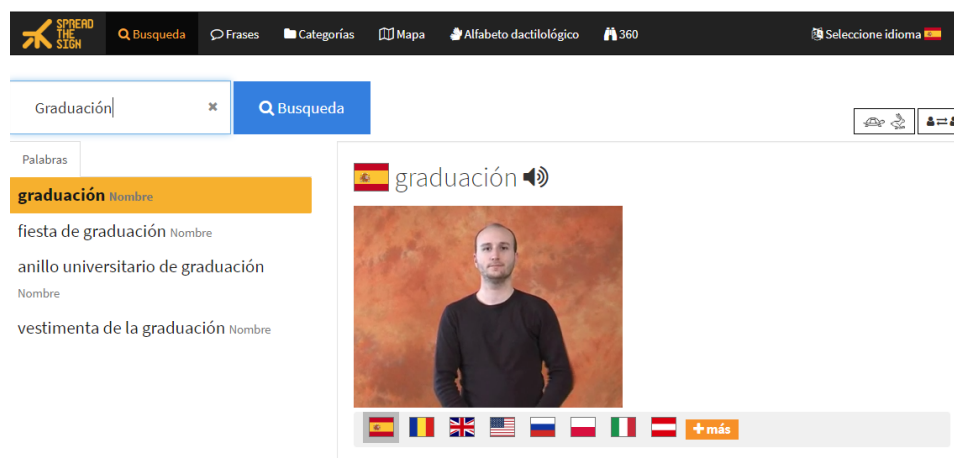 SPREAD
THE
SIGN
Busqueda
Frases
Categorías
Mapa
Alfabeto dactilológico
360
Seleccione idioma
Graduación
Busqueda
Palabras
graduación Nombre
fiesta de graduación Nombre
anillo universitario de graduación
Nombre
vestimenta de la graduación Nombre
graduación
+ más